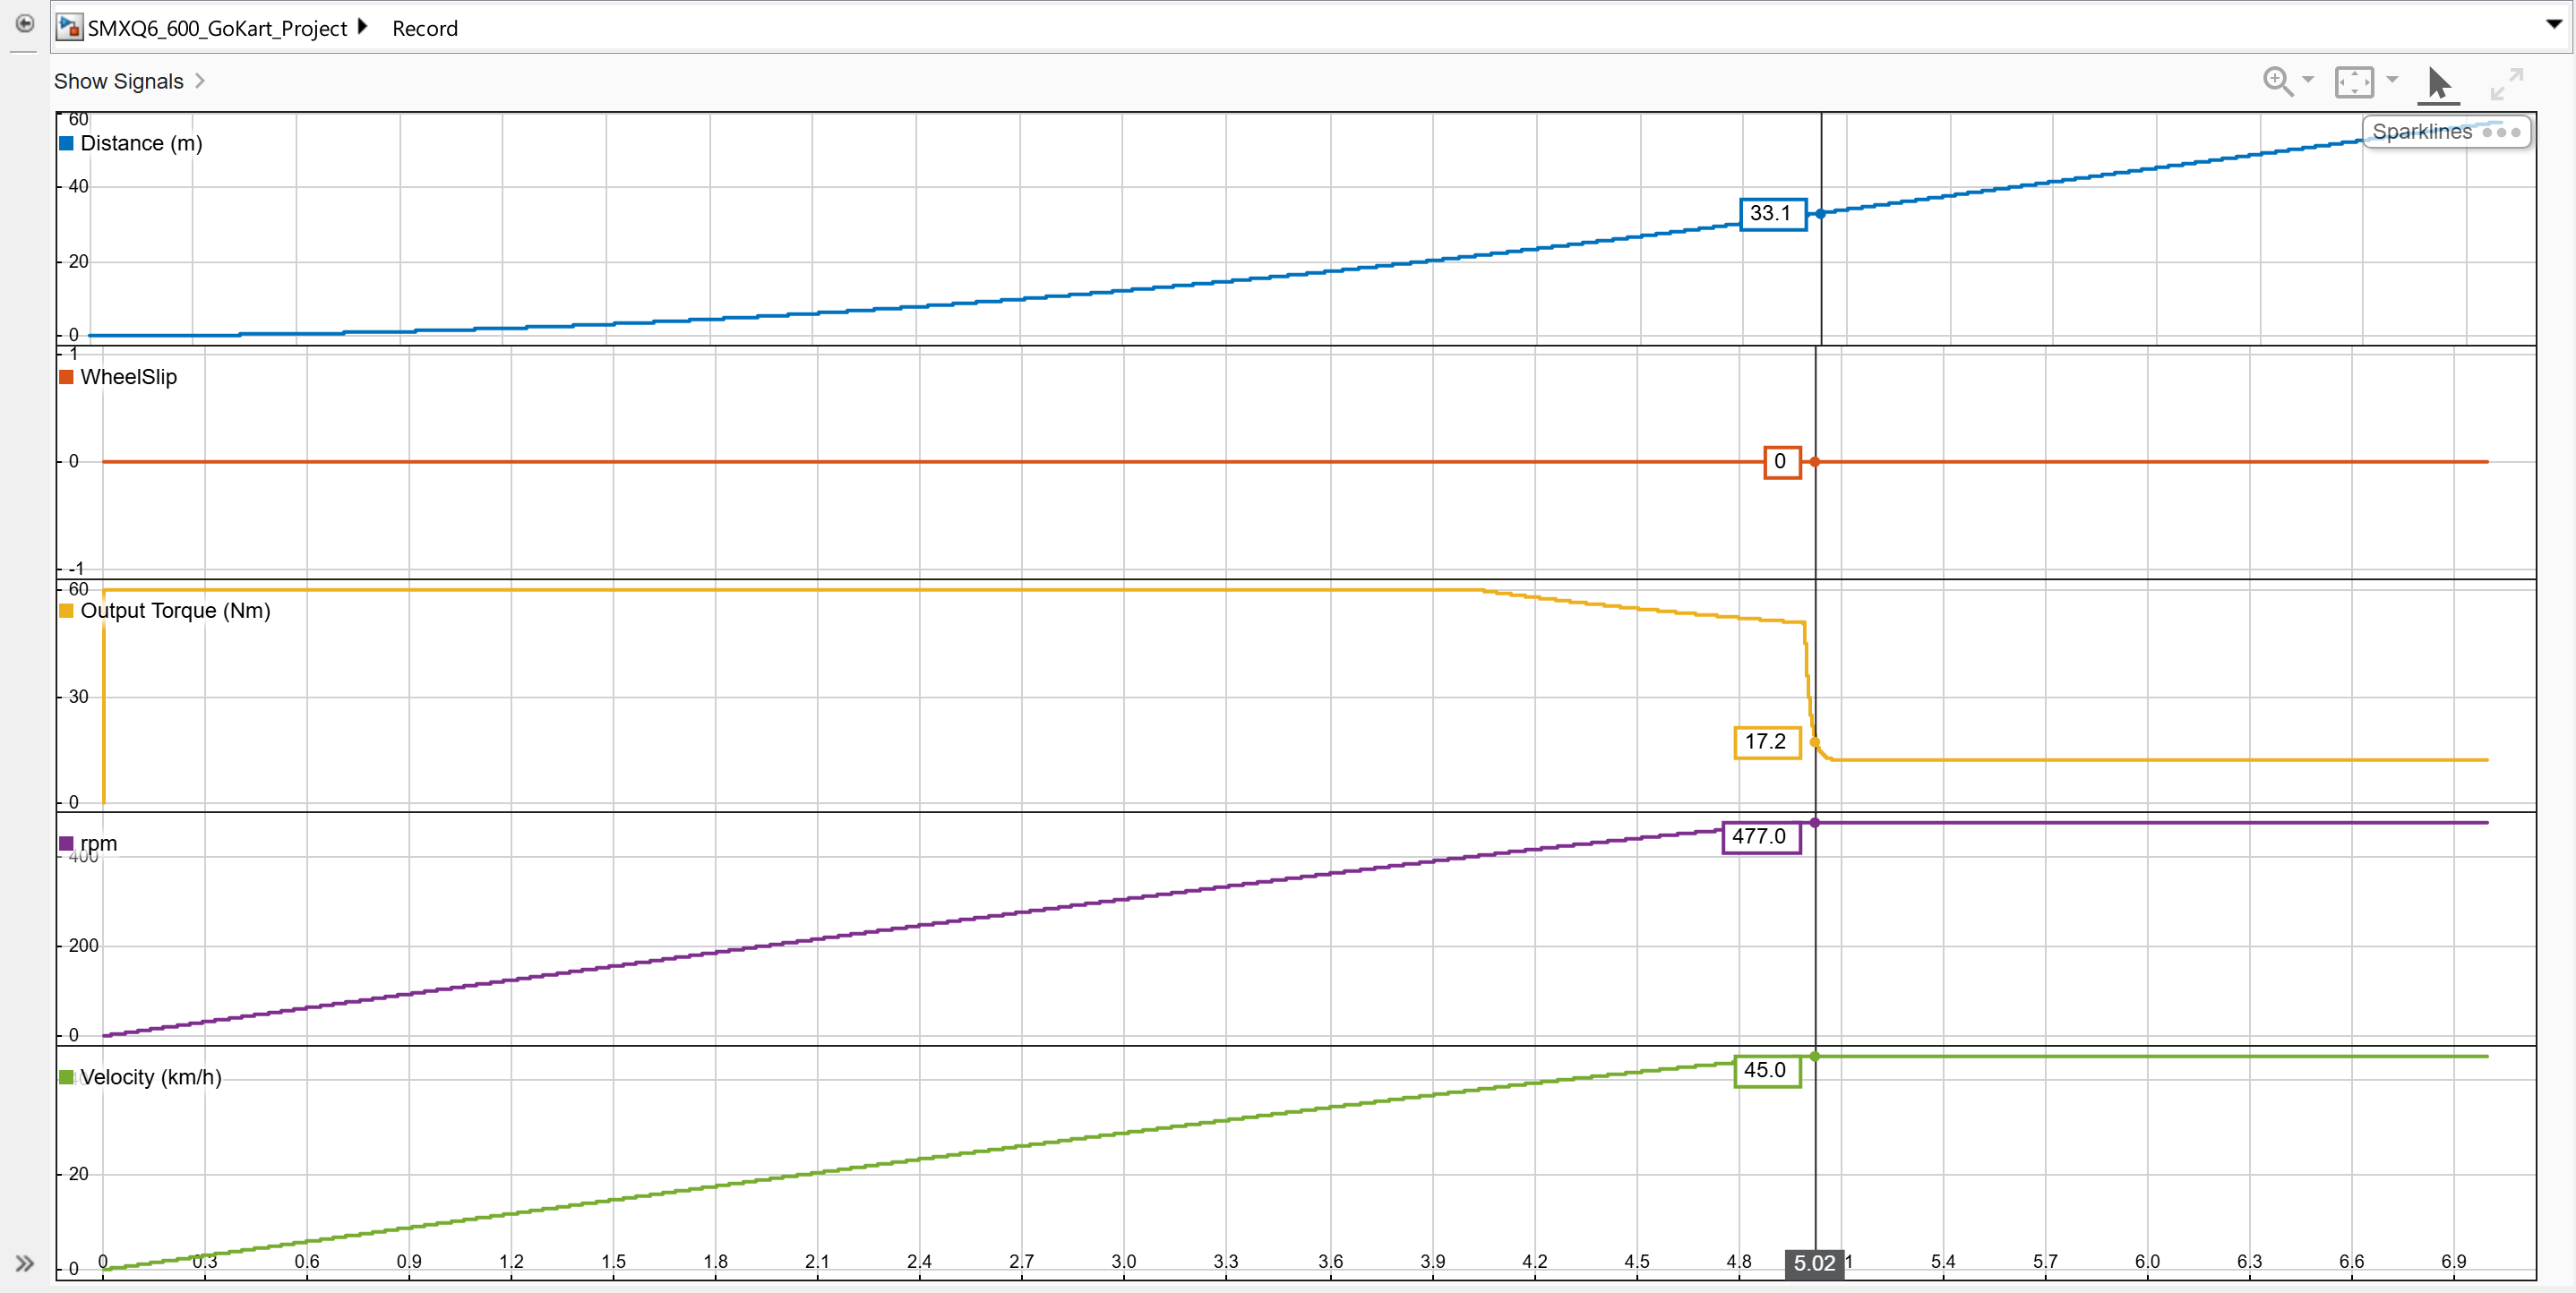 SMXQ6_600_GoKart_Project Record
Show Signals
60
Distance (m)
Sparklines
40
33.1
20
0
1
WheelSlip
0
0
-1
60
Output Torque (Nm)
30
17.2
0
rpm
477.0
400
200
0
Velocity (km/h)
45.0
20
0
0 0.3 0.6 0.9 1.2 1.5 1.8 2.1 2.4 2.7 3.0 3.3 3.6 3.9 4.2 4.5 4.8 5.02 1 5.4 5.7 6.0 6.3 6.6 6.9